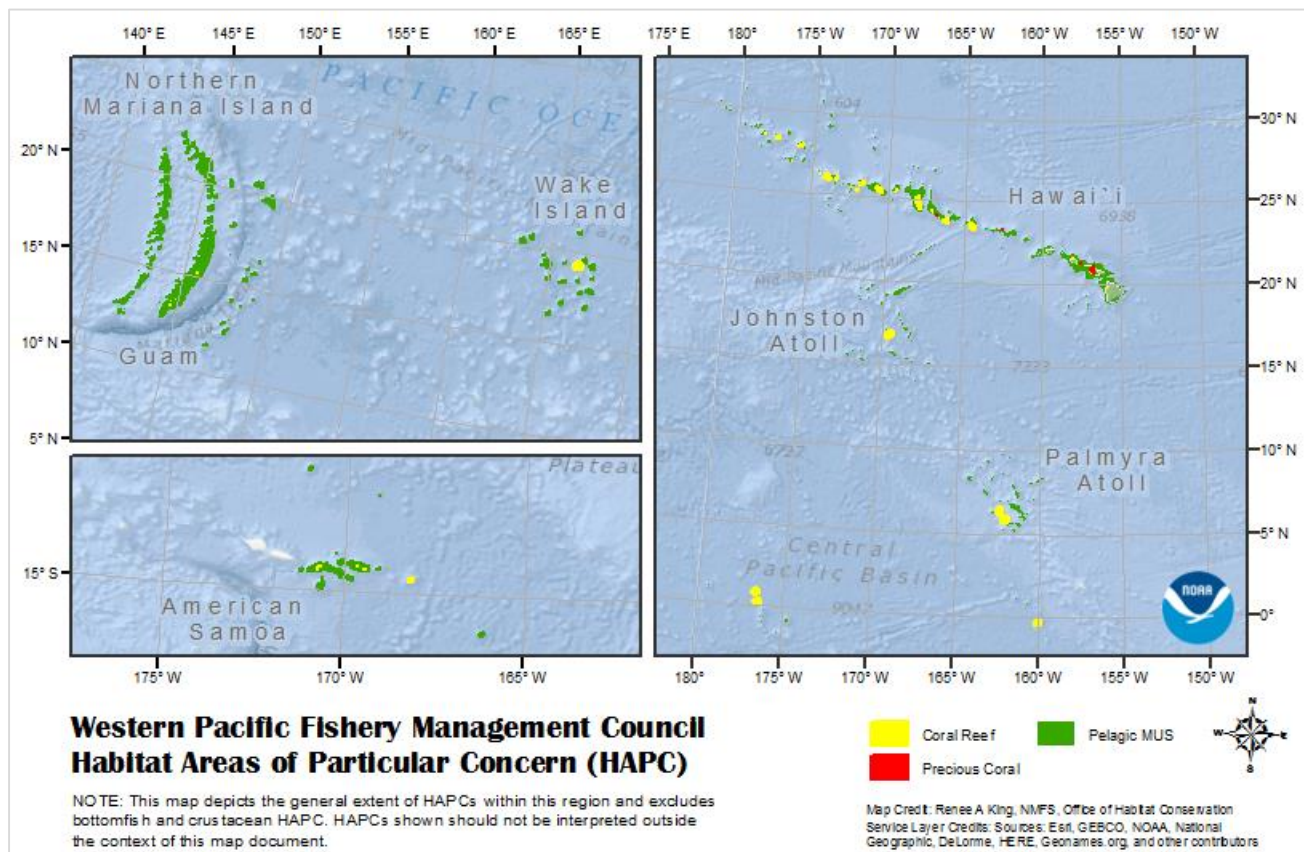 140° E 145° E 150° E 155° E 160° E 165° E
175° E 180° 175° W 170° W 165° W 160° W 155° W 150° W
Northern
Mariana Island
PACIFIC OCE
Mid Pacific
Wake
Island
Guam
20° N
15° N
10° N
5° N
Plateau
15° S
American
Samoa
175° W 170° W 165° W
604
Hawai`i
6938
Johnston
Atoll
7223
6797
Palmyra
Atoll
Central
Pacific Basin
NOAA
30° N
25° N
20° N
15° N
10° N
5° N
0°
180° 175° W 170° W 165° W 160° W 155° W 150° W
Western Pacific Fishery Management Council
Habitat Areas of Particular Concern (HAPC)
NOTE: This map depicts the general extent of HAPCs within this region and excludes
bottomfish and crustacean HAPC. HAPCs shown should not be interpreted outside
the context of this map document.
Coral Reef
Pelagic MUS
Precious Coral
N
W E
S
Map Credit: Renee A King, NMFS, Office of Habitat Conservation
Service Layer Credits: Sources: Esri, GEBCO, NOAA, National
Geographic, DeLorme, HERE, Geonames.org, and other contributors